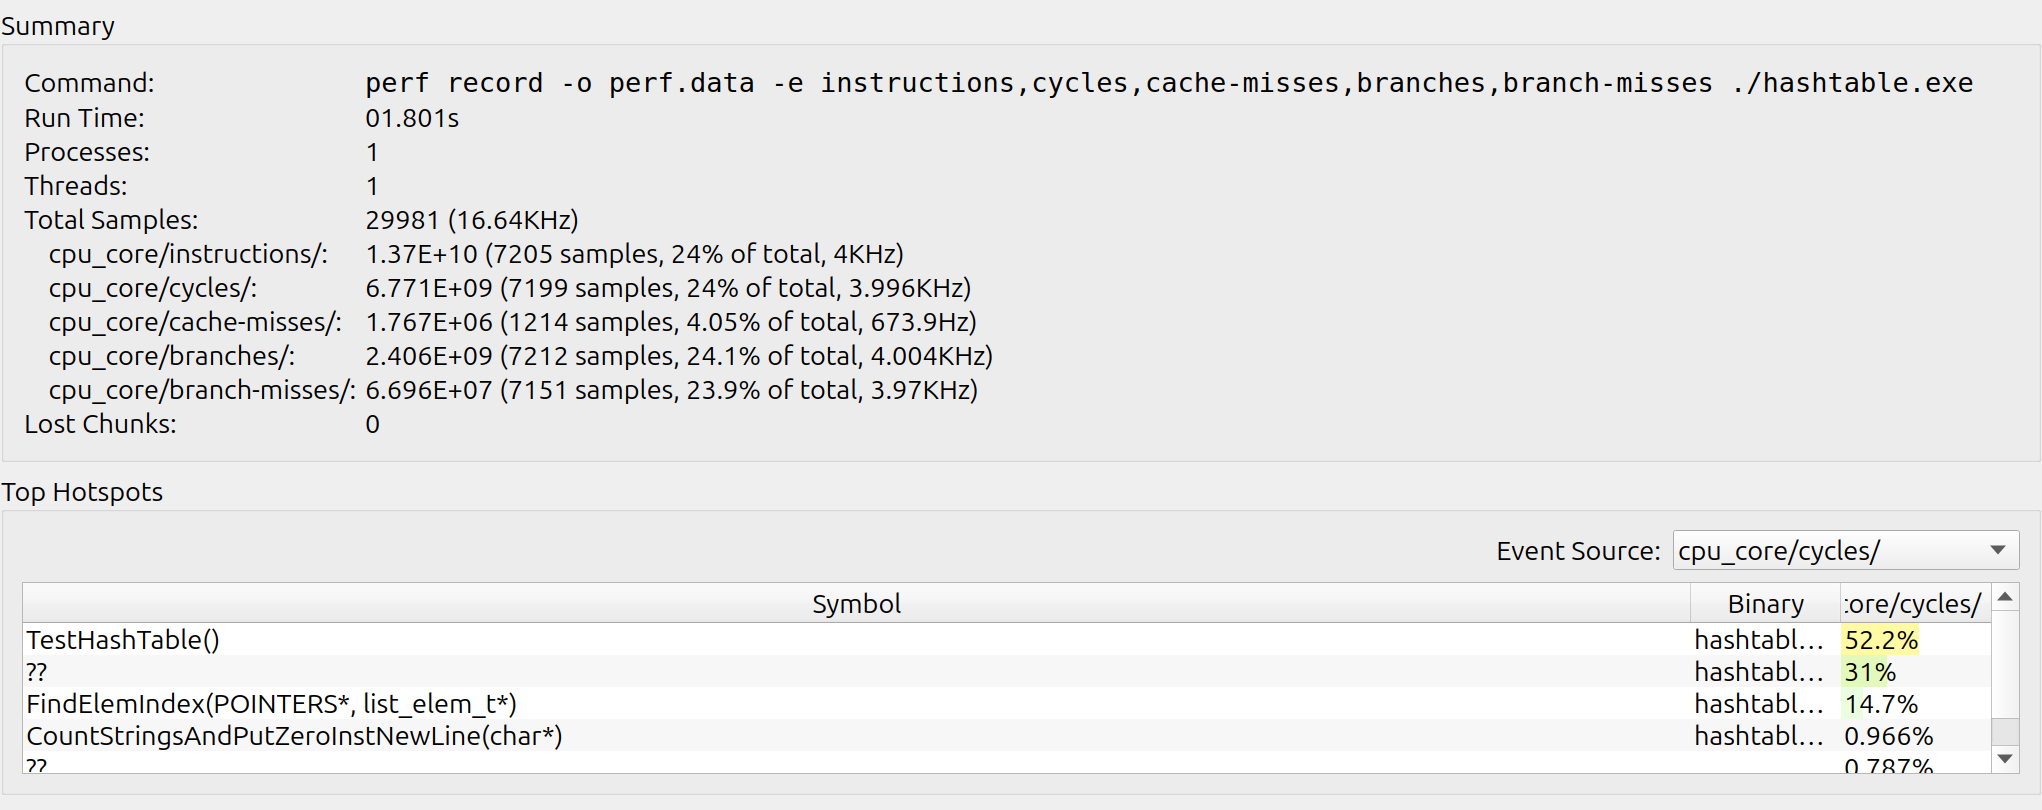 Summary
Command: perf record -o perf.data -e instructions,cycles,cache-misses,branches,branch-misses ./hashtable.exe
Run Time: 01.801s
Processes: 1
Threads: 1
Total Samples: 29981 (16.64KHz)
cpu_core/instructions/: 1.37E+10 (7205 samples, 24% of total, 4KHz)
cpu_core/cycles/: 6.771E+09 (7199 samples, 24% of total, 3.996KHz)
cpu_core/cache-misses/: 1.767E+06 (1214 samples, 4.05% of total, 673.9Hz)
cpu_core/branches/: 2.406E+09 (7212 samples, 24.1% of total, 4.004KHz)
cpu_core/branch-misses/: 6.696E+07 (7151 samples, 23.9% of total, 3.97KHz)
Lost Chunks: 0
Top Hotspots
Event Source: cpu_core/cycles/
Symbol Binary core/cycles/
TestHashTable() hashtabl... 52.2%
?? hashtabl... 31%
FindElemIndex(POINTERS*, list_elem_t*) hashtabl... 14.7%
CountStringsAndPutZeroInstNewLine(char*) hashtabl... 0.966%
?? 0.787%